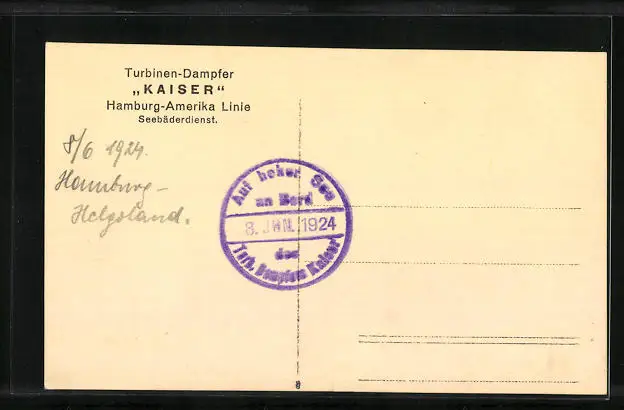 Turbinen-Dampfer
„KAISER“
Hamburg-Amerika Linie
Seebäderdienst.
8/6 1924.
Hamburg-
Helgoland.
Auf hoher See
an Bord
8. JUN. 1924
des
Turb. Dampfers Kaiser